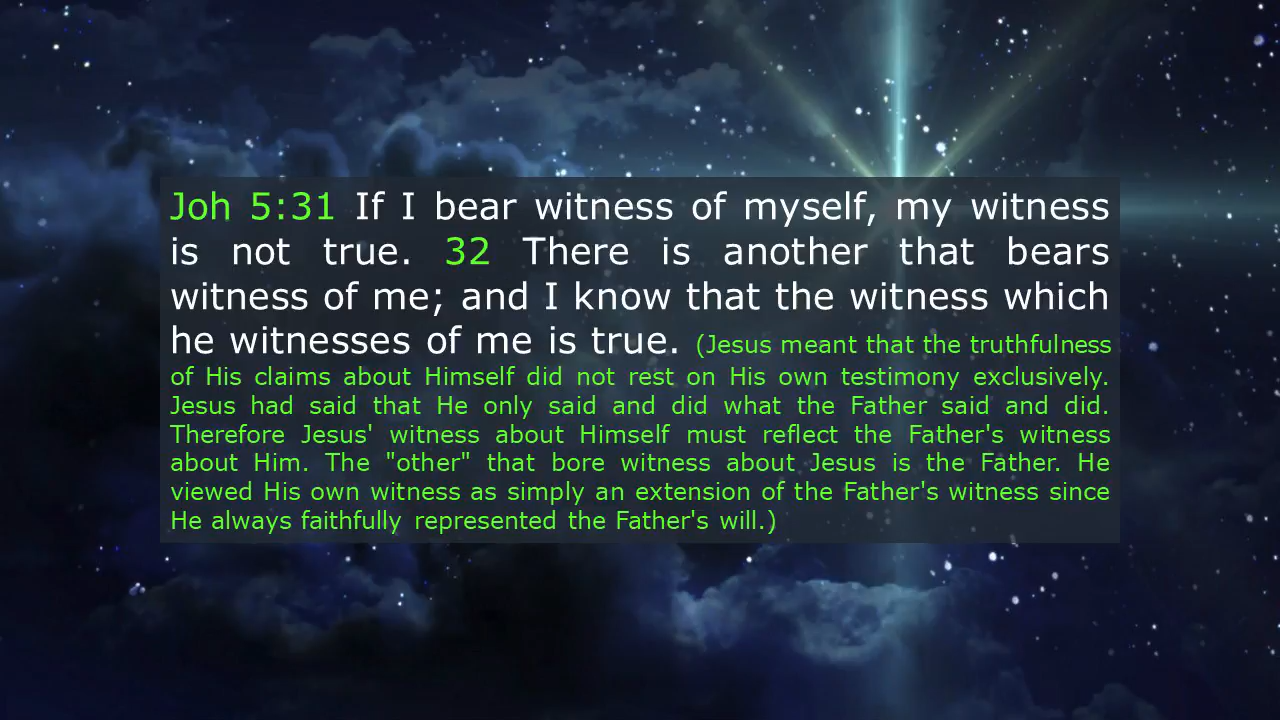 Joh 5:31 If I bear witness of myself, my witness
is not true. 32 There is another that bears
witness of me; and I know that the witness which
he witnesses of me is true. (Jesus meant that the truthfulness
of His claims about Himself did not rest on His own testimony exclusively.
Jesus had said that He only said and did what the Father said and did.
Therefore Jesus' witness about Himself must reflect the Father's witness
about Him. The "other" that bore witness about Jesus is the Father. He
viewed His own witness as simply an extension of the Father's witness since
He always faithfully represented the Father's will.)